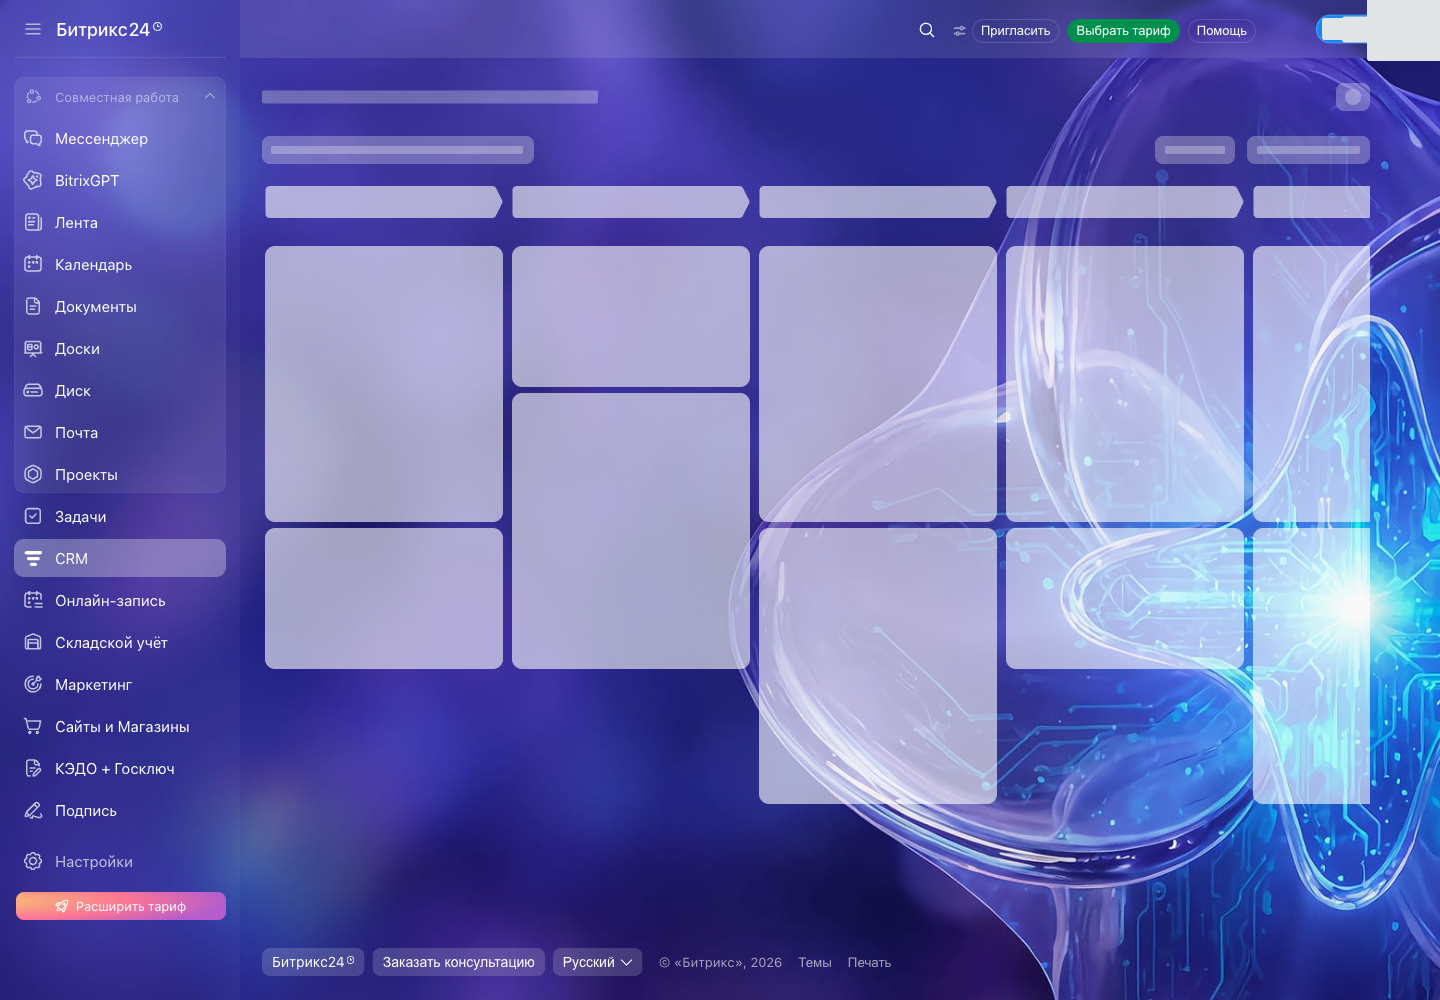 Битрикс24
Пригласить
Выбрать тариф
Помощь
Совместная работа
Мессенджер
BitrixGPT
Лента
Календарь
Документы
Доски
Диск
Почта
Проекты
Задачи
CRM
Онлайн-запись
Складской учёт
Маркетинг
Сайты и Магазины
КЭДО + Госключ
Подпись
Настройки
Расширить тариф
Битрикс24
Заказать консультацию
Русский
© «Битрикс», 2026
Темы
Печать